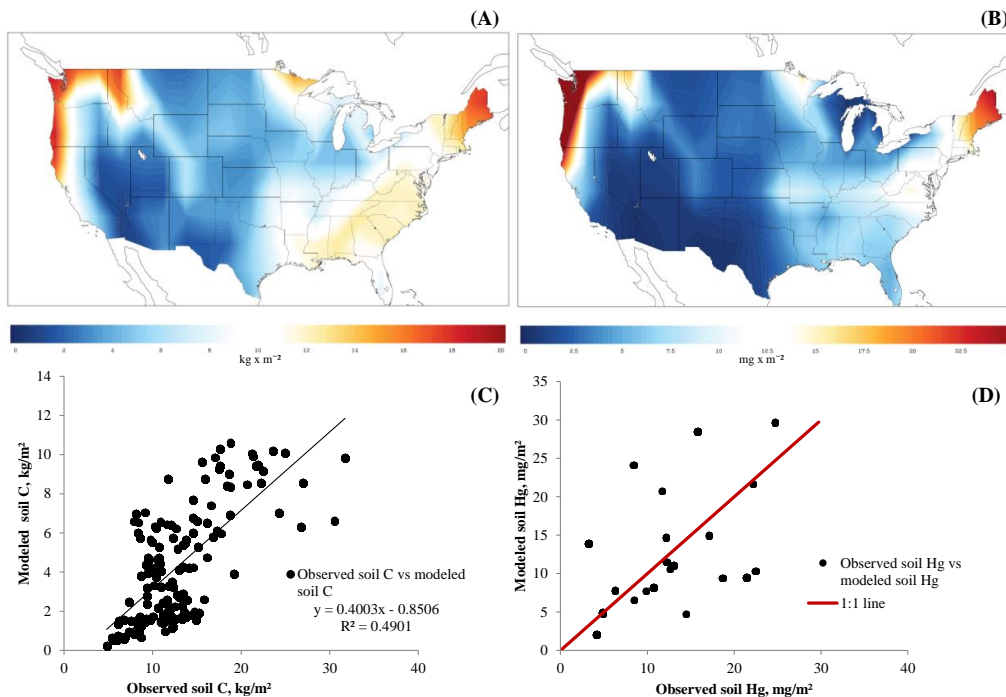 (A)
(B)
0 2 4 6 8 10 12 14 16 18 20
kg x m⁻²
0 2.5 5 7.5 10 12.5 15 17.5 20 22.5
mg x m⁻²
(C)
14
12
10
8
6
4
2
0
Modeled soil C, kg/m²
Observed soil C vs modeled
soil C
y = 0.4003x - 0.8506
R² = 0.4901
0 10 20 30 40
Observed soil C, kg/m²
(D)
35
30
25
20
15
10
5
0
Modeled soil Hg, mg/m²
Observed soil Hg vs
modeled soil Hg
1:1 line
0 10 20 30 40
Observed soil Hg, mg/m²